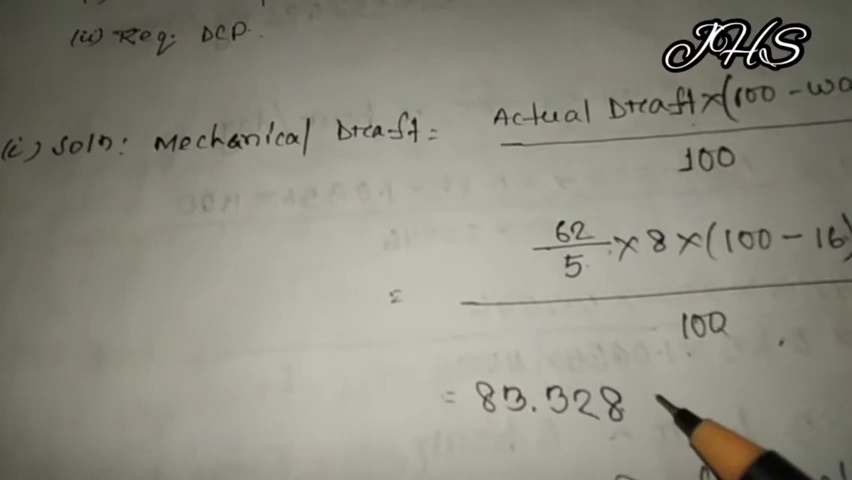 JHS
(ii) Req. DCP.
(i) Soln: Mechanical Draft = Actual Draft × (100 - wa
100
= 62/5 × 8 × (100 - 16)
100
= 83.328